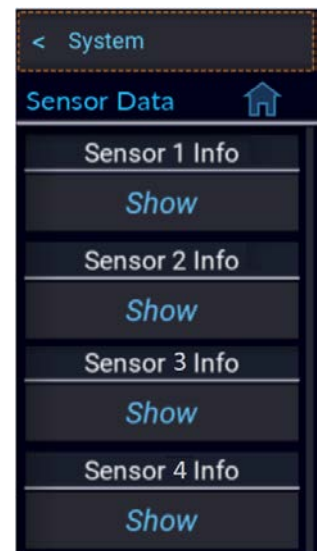 < System
Sensor Data
Sensor 1 Info
Show
Sensor 2 Info
Show
Sensor 3 Info
Show
Sensor 4 Info
Show